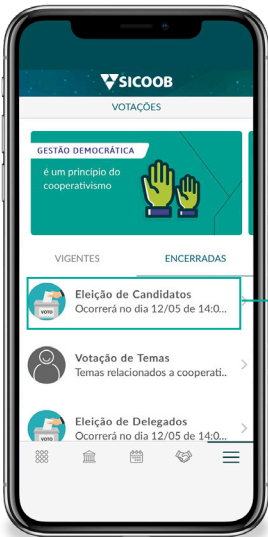 SICOOB
VOTAÇÕES
GESTÃO DEMOCRÁTICA
é um princípio do
cooperativismo
VIGENTES ENCERRADAS
Eleição de Candidatos
Ocorrerá no dia 12/05 de 14:0...
VOTO
Votação de Temas
Temas relacionados a cooperati..
Eleição de Delegados
Ocorrerá no dia 12/05 de 14:0...
VOTO